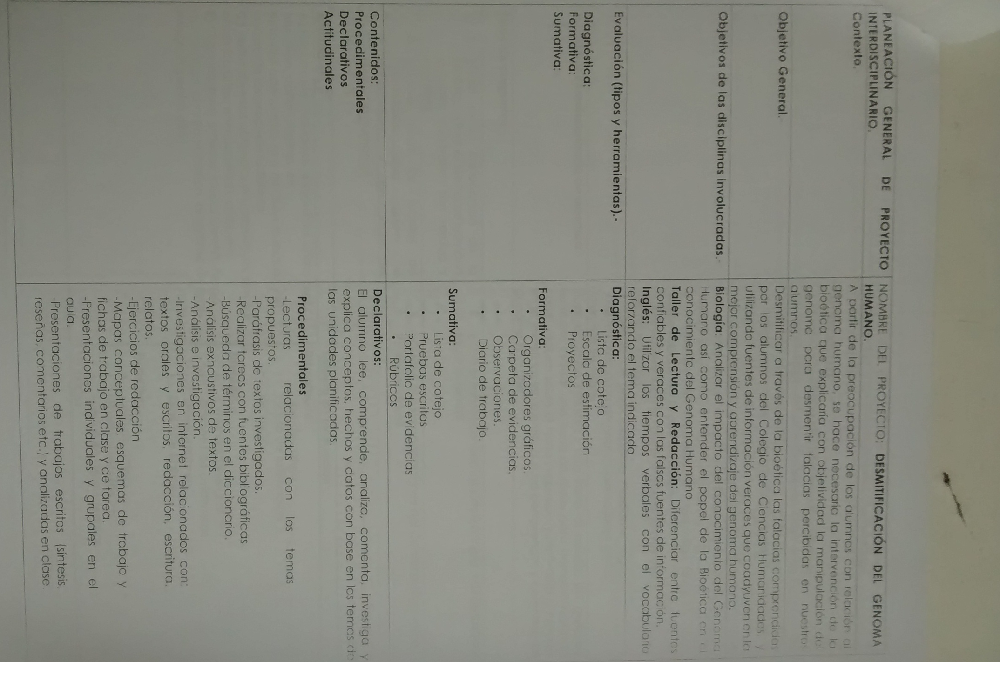 PLANEACIÓN GENERAL DE PROYECTO
INTERDISCIPLINARIO.
NOMBRE DEL PROYECTO: DESMITIFICACIÓN DEL GENOMA
HUMANO.
Contexto.
A partir de la preocupación de los alumnos con relación al
genoma humano, se hace necesaria la intervención de la
bioética que explicaría con objetividad la manipulación del
genoma para desmentir falacias percibidas en nuestros
alumnos.
Objetivo General.-
Desmitificar a través de la bioética las falacias comprendidas
por los alumnos del Colegio de Ciencias Humanidades, y
utilizando fuentes de información veraces que coadyuven en la
mejor comprensión y aprendizaje del genoma humano.
Objetivos de las disciplinas involucradas.-
Biología: Analizar el impacto del conocimiento del Genoma
Humano así como entender el papel de la Bioética en el
conocimiento del Genoma Humano
Taller de Lectura y Redacción: Diferenciar entre fuentes
confiables y veraces con las falsas fuentes de información.
Inglés: Utilizar los tiempos verbales con el vocabulario
reforzando el tema indicado
Evaluación (tipos y herramientas).-
Diagnóstica:
Formativa:
Sumativa:
Diagnóstica:
• Lista de cotejo
• Escala de estimación
• Proyectos
Formativa:
• Organizadores gráficos.
• Carpeta de evidencias.
• Observaciones.
• Diario de trabajo.
Sumativa:
• Lista de cotejo
• Pruebas escritas
• Portafolio de evidencias
• Rúbricas
Contenidos:
Procedimentales
Declarativos
Actitudinales
Declarativos:
El alumno lee, comprende, analiza, comenta, investiga y
explica conceptos, hechos y datos con base en los temas de
las unidades planificadas.
Procedimentales
-Lecturas relacionadas con los temas
propuestos.
-Paráfrasis de textos investigados.
-Realizar tareas con fuentes bibliográficas
-Búsqueda de términos en el diccionario.
-Análisis exhaustivos de textos.
-Análisis e investigación.
-Investigaciones en internet relacionados con:
textos orales y escritos, redacción, escritura,
relatos.
-Ejercicios de redacción
-Mapas conceptuales, esquemas de trabajo y
fichas de trabajo en clase y de tarea.
-Presentaciones individuales y grupales en el
aula.
-Presentaciones de trabajos escritos (síntesis,
reseñas, comentarios etc.) y analizadas en clase.